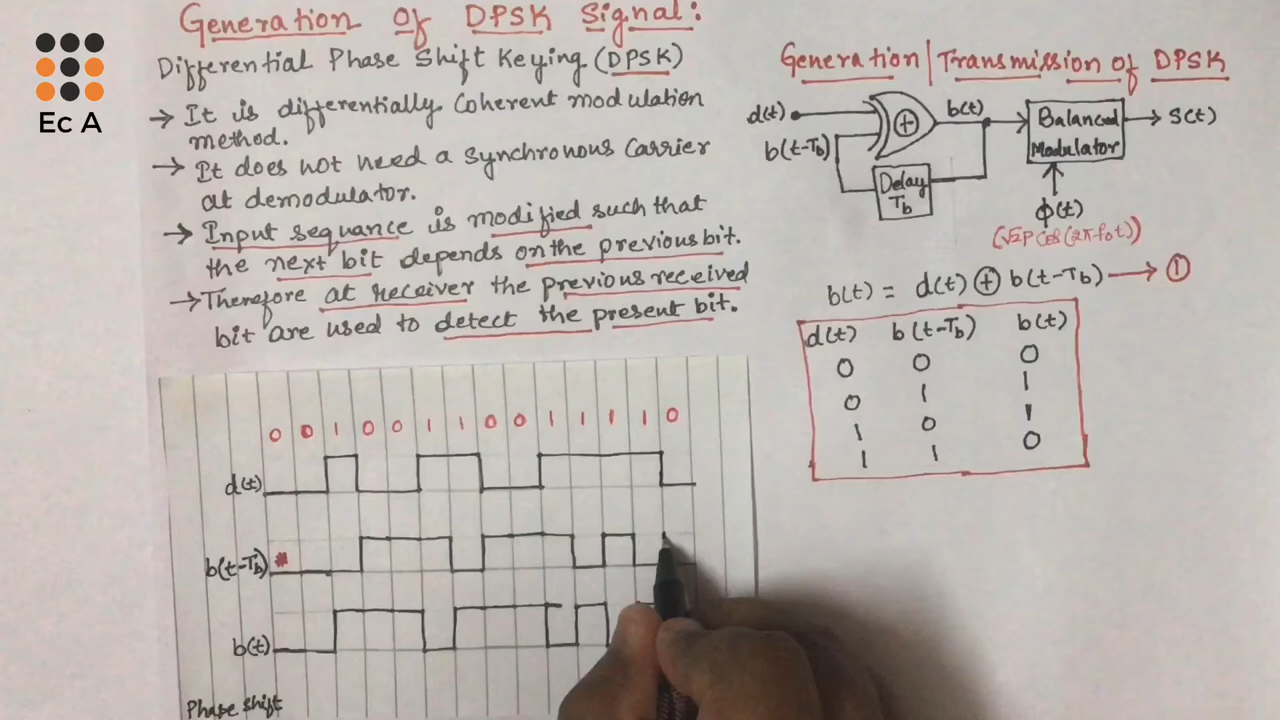 Generation Of DPSK Signal:
Ec A
Differential Phase Shift Keying (DPSK)
→ It is differentially Coherent modulation
method.
→ It does not need a synchronous carrier
at demodulator.
→ Input sequance is modified such that
the next bit depends on the previous bit.
→ Therefore at receiver the previous received
bit are used to detect the present bit.
Generation | Transmission of DPSK
d(t)
b(t)
b(t-Tb)
Delay
Tb
Balanced
Modulator
S(t)
ϕ(t)
(√2P Cos (2πf0t))
b(t) = d(t) ⊕ b(t-Tb) → ①
d(t) b(t-Tb) b(t)
0 0 0
0 1 1
1 0 1
1 1 0
0 0 1 0 0 1 1 0 0 1 1 1 1 0
d(t)
b(t-Tb) *
b(t)
Phase shift